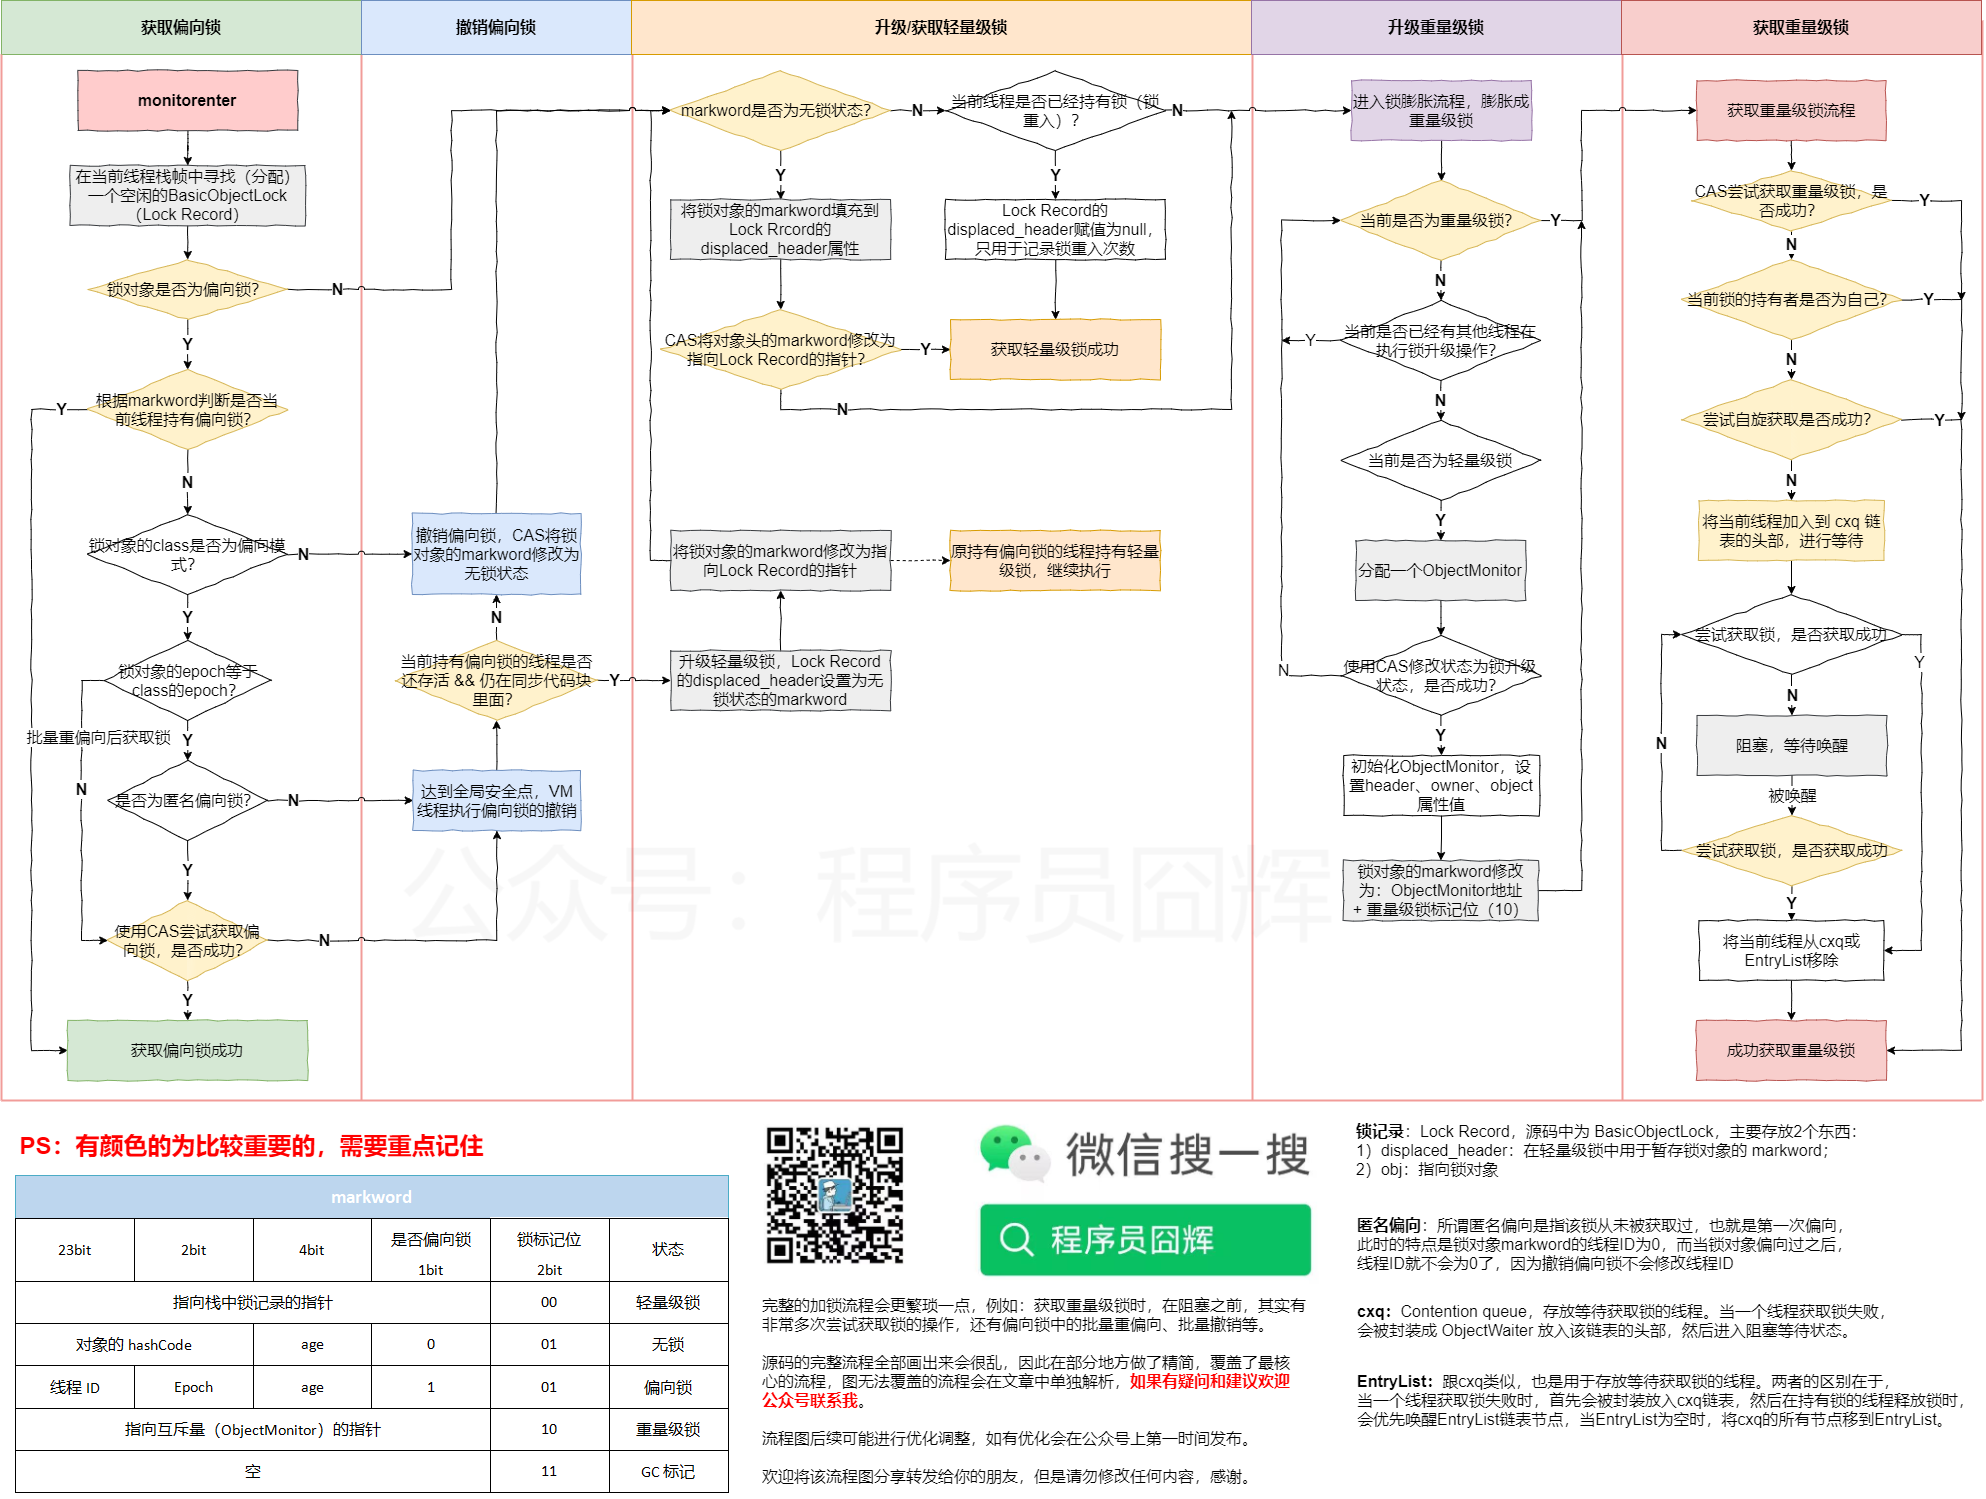 获取偏向锁
撤销偏向锁
升级/获取轻量级锁
升级重量级锁
获取重量级锁
monitorenter
在当前线程栈帧中寻找（分配）
一个空闲的BasicObjectLock
（Lock Record）
锁对象是否为偏向锁？
N
Y
根据markword判断是否当
前线程持有偏向锁？
Y
N
锁对象的class是否为偏向模
式？
N
Y
锁对象的epoch等于
class的epoch？
批量重偏向后获取锁
Y
N
是否为匿名偏向锁？
N
Y
使用CAS尝试获取偏
向锁，是否成功？
N
Y
获取偏向锁成功
撤销偏向锁，CAS将锁
对象的markword修改为
无锁状态
N
当前持有偏向锁的线程是否
还存活 && 仍在同步代码块
里面？
Y
达到全局安全点，VM
线程执行偏向锁的撤销
markword是否为无锁状态？
N
Y
当前线程是否已经持有锁（锁
重入）？
N
Y
将锁对象的markword填充到
Lock Rrcord的
displaced_header属性
Lock Record的
displaced_header赋值为null，
只用于记录锁重入次数
CAS将对象头的markword修改为
指向Lock Record的指针？
Y
N
获取轻量级锁成功
将锁对象的markword修改为指
向Lock Record的指针
原持有偏向锁的线程持有轻量
级锁，继续执行
升级轻量级锁，Lock Record
的displaced_header设置为无
锁状态的markword
进入锁膨胀流程，膨胀成
重量级锁
当前是否为重量级锁？
Y
N
当前是否已经有其他线程在
执行锁升级操作？
Y
N
当前是否为轻量级锁
Y
分配一个ObjectMonitor
使用CAS修改状态为锁升级
状态，是否成功？
N
Y
初始化ObjectMonitor，设
置header、owner、object
属性值
锁对象的markword修改
为：ObjectMonitor地址
+ 重量级锁标记位（10）
获取重量级锁流程
CAS尝试获取重量级锁，是
否成功？
Y
N
当前锁的持有者是否为自己？
Y
N
尝试自旋获取是否成功？
Y
N
将当前线程加入到 cxq 链
表的头部，进行等待
尝试获取锁，是否获取成功
Y
N
阻塞，等待唤醒
N
被唤醒
尝试获取锁，是否获取成功
Y
将当前线程从cxq或
EntryList移除
成功获取重量级锁
公众号：程序员囧辉
PS：有颜色的为比较重要的，需要重点记住
markword
23bit
2bit
4bit
是否偏向锁
1bit
锁标记位
2bit
状态
指向栈中锁记录的指针
00
轻量级锁
对象的 hashCode
age
0
01
无锁
线程 ID
Epoch
age
1
01
偏向锁
指向互斥量（ObjectMonitor）的指针
10
重量级锁
空
11
GC 标记
微信搜一搜
程序员囧辉
完整的加锁流程会更繁琐一点，例如：获取重量级锁时，在阻塞之前，其实有
非常多次尝试获取锁的操作，还有偏向锁中的批量重偏向、批量撤销等。
源码的完整流程全部画出来会很乱，因此在部分地方做了精简，覆盖了最核
心的流程，图无法覆盖的流程会在文章中单独解析，如果有疑问和建议欢迎
公众号联系我。
流程图后续可能进行优化调整，如有优化会在公众号上第一时间发布。
欢迎将该流程图分享转发给你的朋友，但是请勿修改任何内容，感谢。
锁记录：Lock Record，源码中为 BasicObjectLock，主要存放2个东西：
1）displaced_header：在轻量级锁中用于暂存锁对象的 markword；
2）obj：指向锁对象
匿名偏向：所谓匿名偏向是指该锁从未被获取过，也就是第一次偏向，
此时的特点是锁对象markword的线程ID为0，而当锁对象偏向过之后，
线程ID就不会为0了，因为撤销偏向锁不会修改线程ID
cxq：Contention queue，存放等待获取锁的线程。当一个线程获取锁失败，
会被封装成 ObjectWaiter 放入该链表的头部，然后进入阻塞等待状态。
EntryList：跟cxq类似，也是用于存放等待获取锁的线程。两者的区别在于，
当一个线程获取锁失败时，首先会被封装放入cxq链表，然后在持有锁的线程释放锁时，
会优先唤醒EntryList链表节点，当EntryList为空时，将cxq的所有节点移到EntryList。